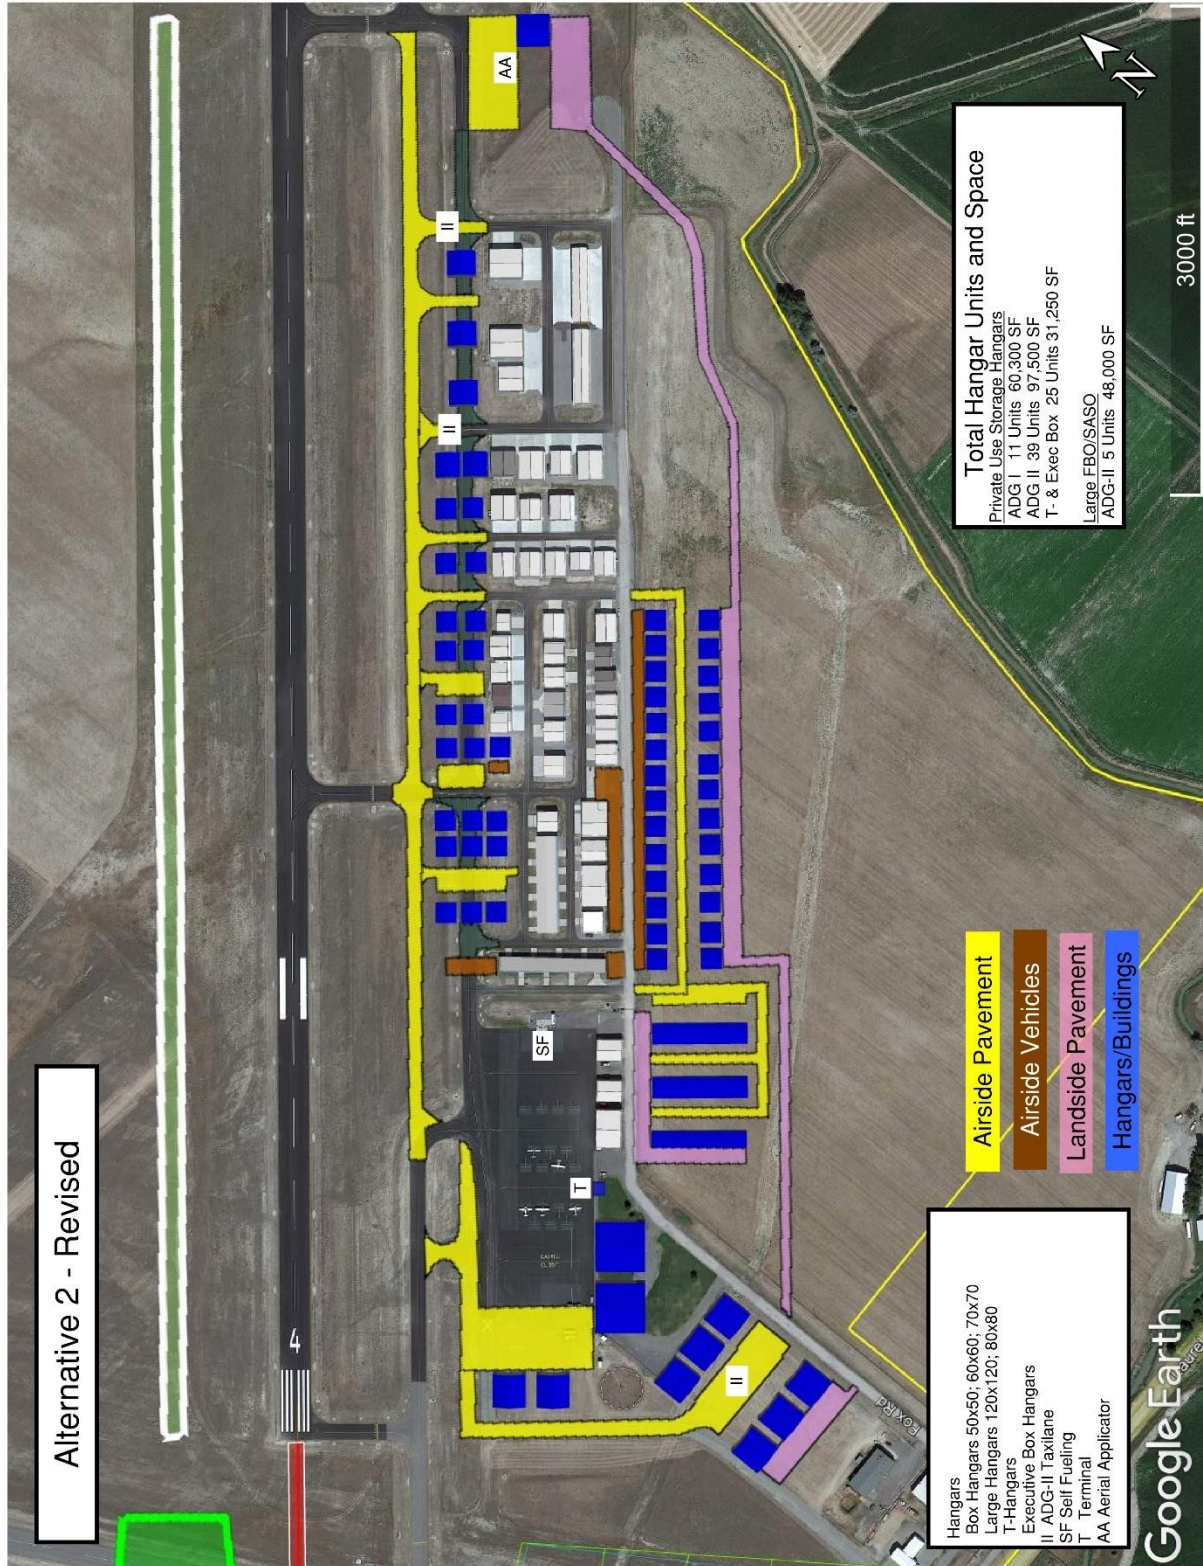 Alternative 2 - Revised
4
AA
II
II
SF
T
II
Fox Rd
N
3000 ft
Total Hangar Units and Space
Private Use Storage Hangars
ADG I 11 Units 60,300 SF
ADG II 39 Units 97,500 SF
T- & Exec Box 25 Units 31,250 SF
Large FBO/SASO
ADG-II 5 Units 48,000 SF
Airside Pavement
Airside Vehicles
Landside Pavement
Hangars/Buildings
Hangars
Box Hangars 50x50; 60x60; 70x70
Large Hangars 120x120; 80x80
T-Hangars
Executive Box Hangars
II ADG-II Taxilane
SF Self Fueling
T Terminal
AA Aerial Applicator
Google Earth